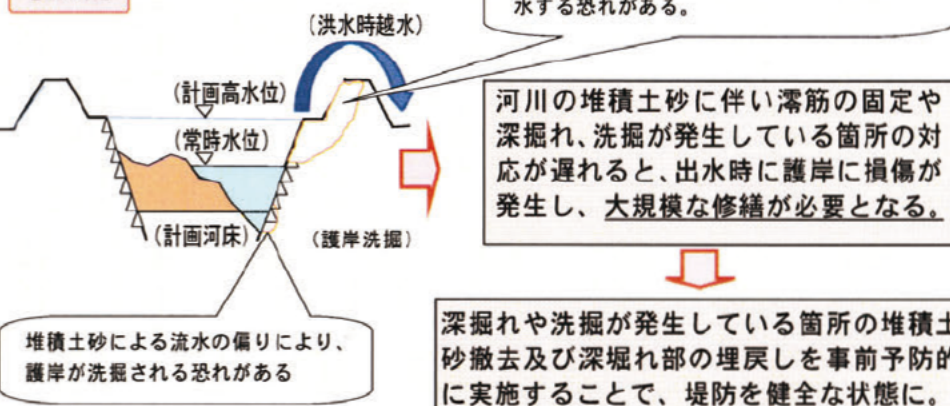 水する恐れがある。
(洪水時越水)
(計画高水位)
(常時水位)
(計画河床)
(護岸洗掘)
堆積土砂による流水の偏りにより、
護岸が洗掘される恐れがある
河川の堆積土砂に伴い澪筋の固定や
深掘れ、洗掘が発生している箇所の対
応が遅れると、出水時に護岸に損傷が
発生し、大規模な修繕が必要となる。
深掘れや洗掘が発生している箇所の堆積土
砂撤去及び深堀れ部の埋戻しを事前予防的
に実施することで、堤防を健全な状態に。